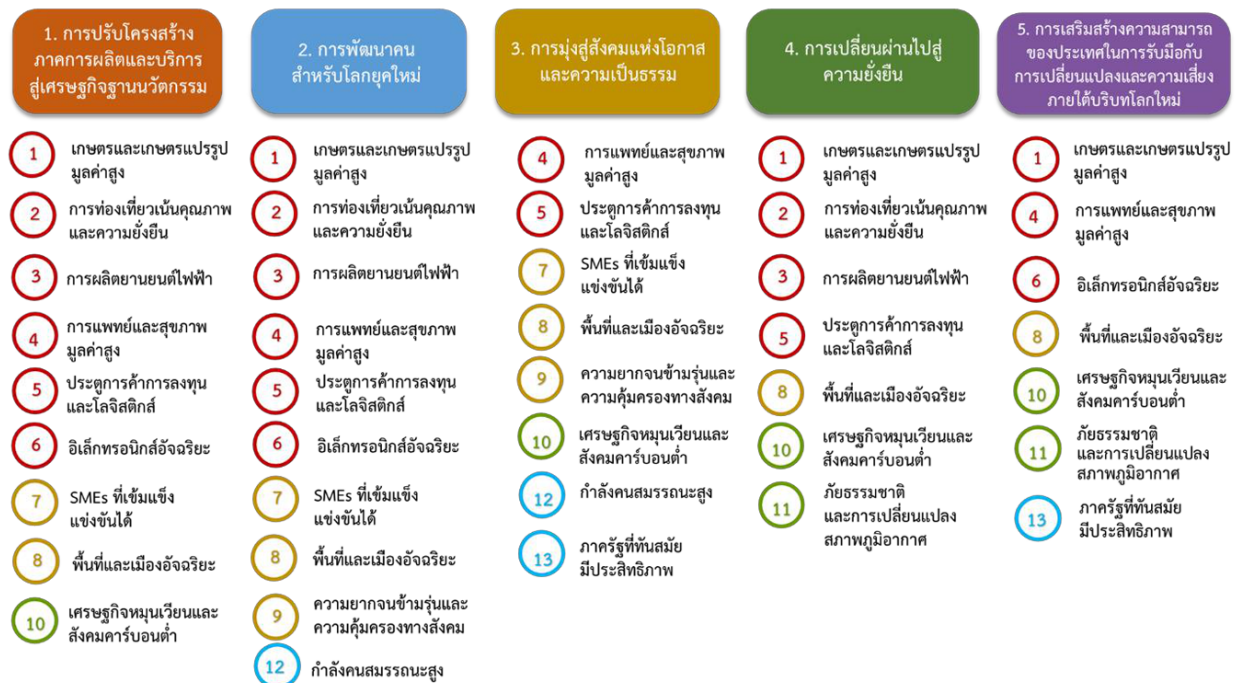 1. การปรับโครงสร้าง
ภาคการผลิตและบริการ
สู่เศรษฐกิจฐานนวัตกรรม
1
เกษตรและเกษตรแปรรูป
มูลค่าสูง
2
การท่องเที่ยวเน้นคุณภาพ
และความยั่งยืน
3
การผลิตยานยนต์ไฟฟ้า
4
การแพทย์และสุขภาพ
มูลค่าสูง
5
ประตูการค้าการลงทุน
และโลจิสติกส์
6
อิเล็กทรอนิกส์อัจฉริยะ
7
SMEs ที่เข้มแข็ง
แข่งขันได้
8
พื้นที่และเมืองอัจฉริยะ
10
เศรษฐกิจหมุนเวียนและ
สังคมคาร์บอนต่ำ
2. การพัฒนาคน
สำหรับโลกยุคใหม่
1
เกษตรและเกษตรแปรรูป
มูลค่าสูง
2
การท่องเที่ยวเน้นคุณภาพ
และความยั่งยืน
3
การผลิตยานยนต์ไฟฟ้า
4
การแพทย์และสุขภาพ
มูลค่าสูง
5
ประตูการค้าการลงทุน
และโลจิสติกส์
6
อิเล็กทรอนิกส์อัจฉริยะ
7
SMEs ที่เข้มแข็ง
แข่งขันได้
8
พื้นที่และเมืองอัจฉริยะ
9
ความยากจนข้ามรุ่นและ
ความคุ้มครองทางสังคม
12
กำลังคนสมรรถนะสูง
3. การมุ่งสู่สังคมแห่งโอกาส
และความเป็นธรรม
4
การแพทย์และสุขภาพ
มูลค่าสูง
5
ประตูการค้าการลงทุน
และโลจิสติกส์
7
SMEs ที่เข้มแข็ง
แข่งขันได้
8
พื้นที่และเมืองอัจฉริยะ
9
ความยากจนข้ามรุ่นและ
ความคุ้มครองทางสังคม
10
เศรษฐกิจหมุนเวียนและ
สังคมคาร์บอนต่ำ
12
กำลังคนสมรรถนะสูง
13
ภาครัฐที่ทันสมัย
มีประสิทธิภาพ
4. การเปลี่ยนผ่านไปสู่
ความยั่งยืน
1
เกษตรและเกษตรแปรรูป
มูลค่าสูง
2
การท่องเที่ยวเน้นคุณภาพ
และความยั่งยืน
3
การผลิตยานยนต์ไฟฟ้า
5
ประตูการค้าการลงทุน
และโลจิสติกส์
8
พื้นที่และเมืองอัจฉริยะ
10
เศรษฐกิจหมุนเวียนและ
สังคมคาร์บอนต่ำ
11
ภัยธรรมชาติ
และการเปลี่ยนแปลง
สภาพภูมิอากาศ
5. การเสริมสร้างความสามารถ
ของประเทศในการรับมือกับ
การเปลี่ยนแปลงและความเสี่ยง
ภายใต้บริบทโลกใหม่
1
เกษตรและเกษตรแปรรูป
มูลค่าสูง
4
การแพทย์และสุขภาพ
มูลค่าสูง
6
อิเล็กทรอนิกส์อัจฉริยะ
8
พื้นที่และเมืองอัจฉริยะ
10
เศรษฐกิจหมุนเวียนและ
สังคมคาร์บอนต่ำ
11
ภัยธรรมชาติ
และการเปลี่ยนแปลง
สภาพภูมิอากาศ
13
ภาครัฐที่ทันสมัย
มีประสิทธิภาพ